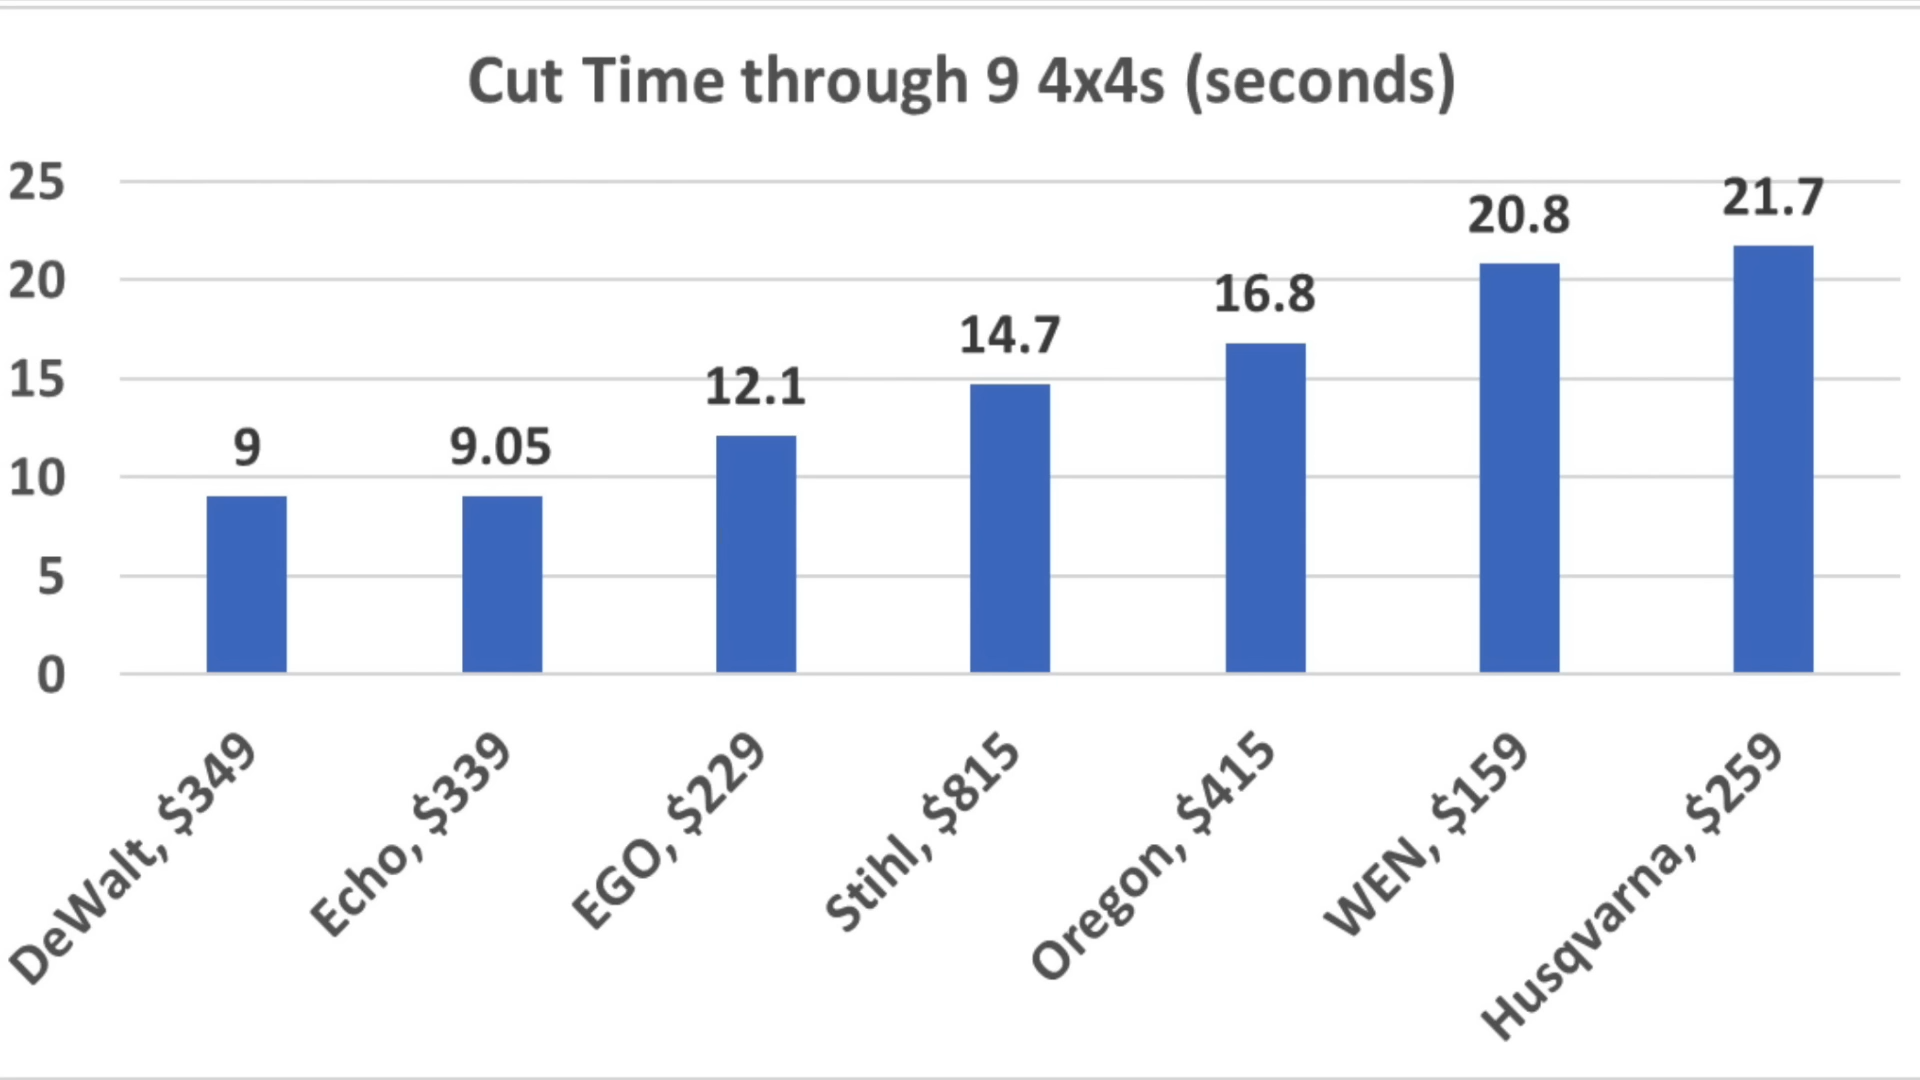 Cut Time through 9 4x4s (seconds)
25
20
15
10
5
0
9
9.05
12.1
14.7
16.8
20.8
21.7
DeWalt, $349
Echo, $339
EGO, $229
Stihl, $815
Oregon, $415
WEN, $159
Husqvarna, $259